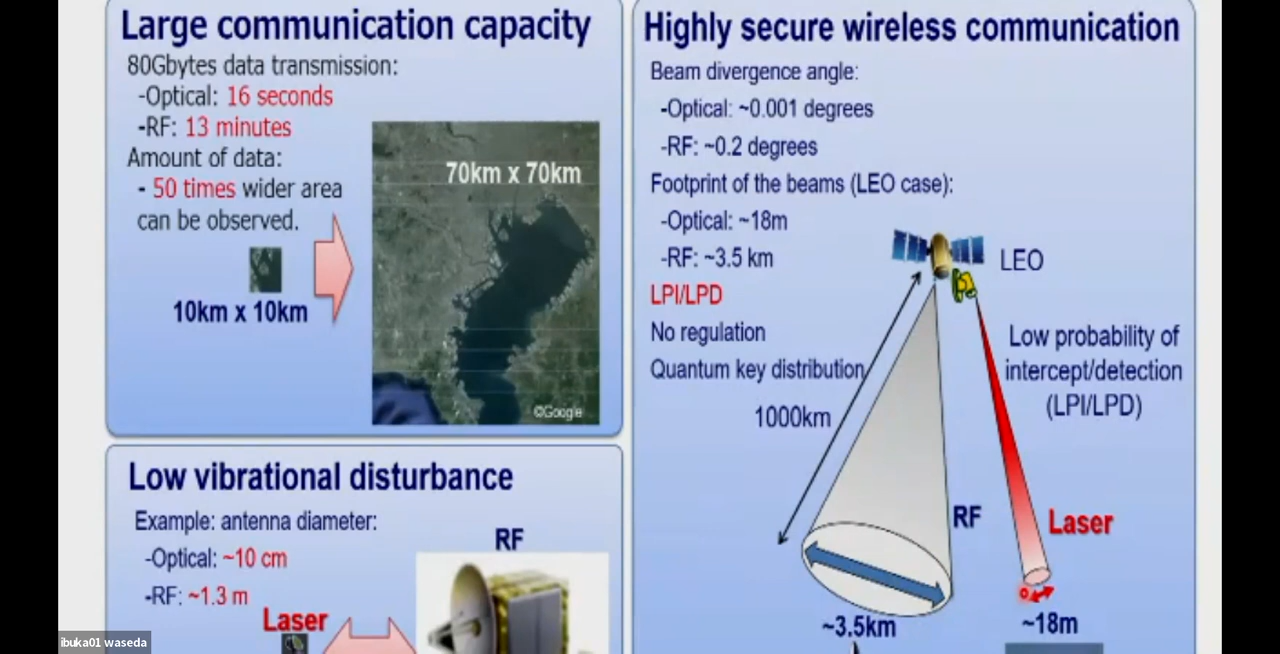 Large communication capacity
80Gbytes data transmission:
-Optical: 16 seconds
-RF: 13 minutes
Amount of data:
- 50 times wider area
can be observed.
10km x 10km
70km x 70km
©Google
Low vibrational disturbance
Example: antenna diameter:
-Optical: ~10 cm
-RF: ~1.3 m
Laser
RF
Highly secure wireless communication
Beam divergence angle:
-Optical: ~0.001 degrees
-RF: ~0.2 degrees
Footprint of the beams (LEO case):
-Optical: ~18m
-RF: ~3.5 km
LPI/LPD
No regulation
Quantum key distribution
LEO
1000km
Low probability of
intercept/detection
(LPI/LPD)
RF
Laser
~3.5km
~18m
ibuka01 waseda